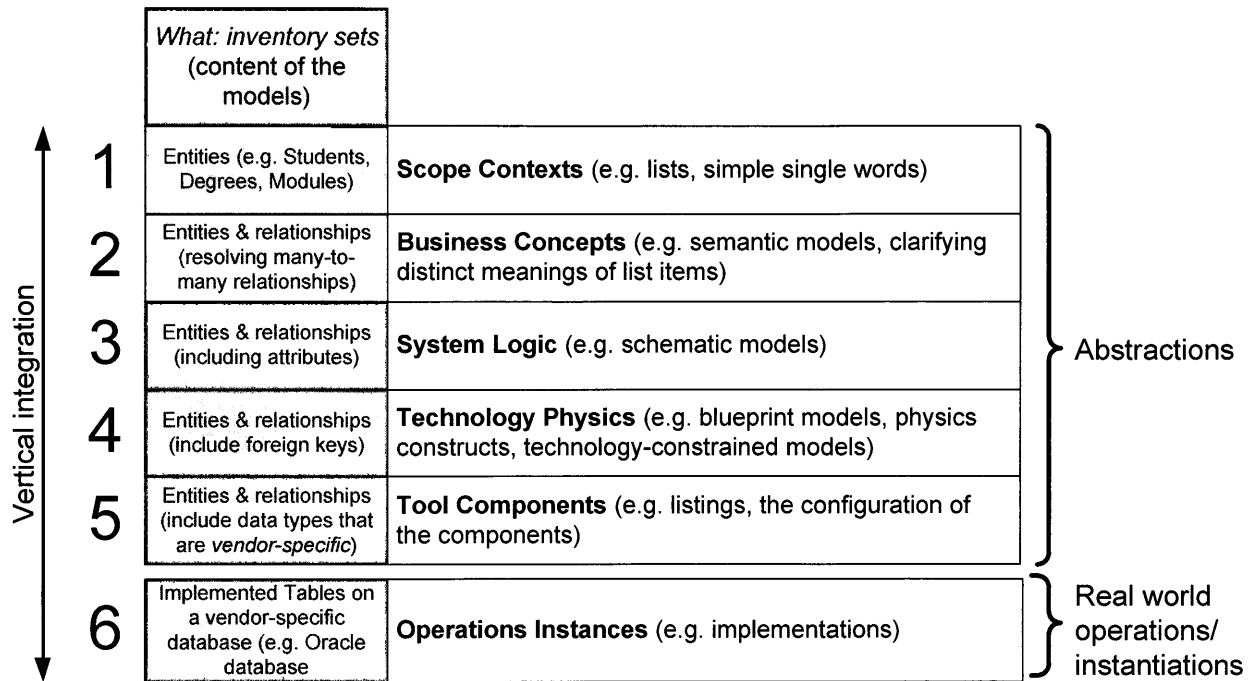 What: inventory sets
(content of the
models)
1
Entities (e.g. Students,
Degrees, Modules)
Scope Contexts (e.g. lists, simple single words)
2
Entities & relationships
(resolving many-to-
many relationships)
Business Concepts (e.g. semantic models, clarifying
distinct meanings of list items)
3
Entities & relationships
(including attributes)
System Logic (e.g. schematic models)
4
Entities & relationships
(include foreign keys)
Technology Physics (e.g. blueprint models, physics
constructs, technology-constrained models)
5
Entities & relationships
(include data types that
are vendor-specific)
Tool Components (e.g. listings, the configuration of
the components)
6
Implemented Tables on
a vendor-specific
database (e.g. Oracle
database
Operations Instances (e.g. implementations)
Vertical integration
Abstractions
Real world
operations/
instantiations